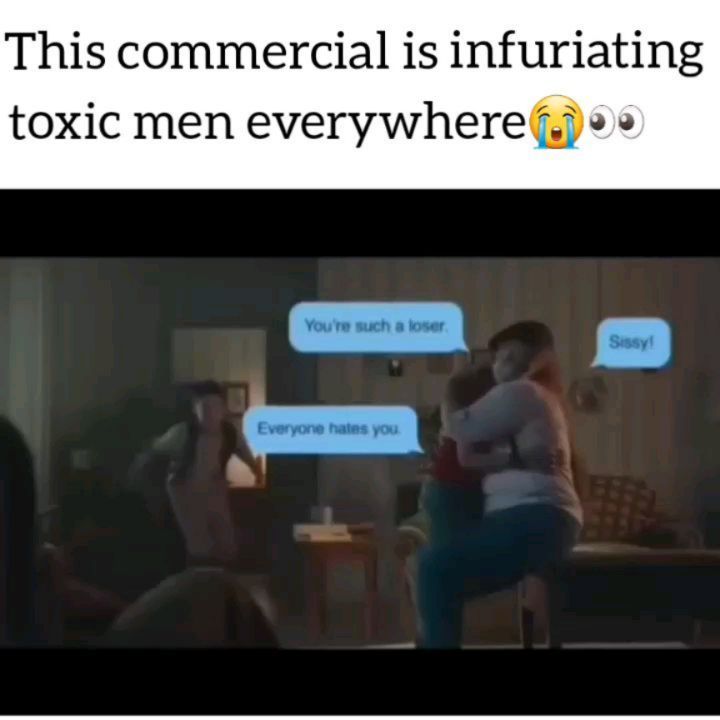 This commercial is infuriating
toxic men everywhere😭👀
You're such a loser.
Sissy!
Everyone hates you.